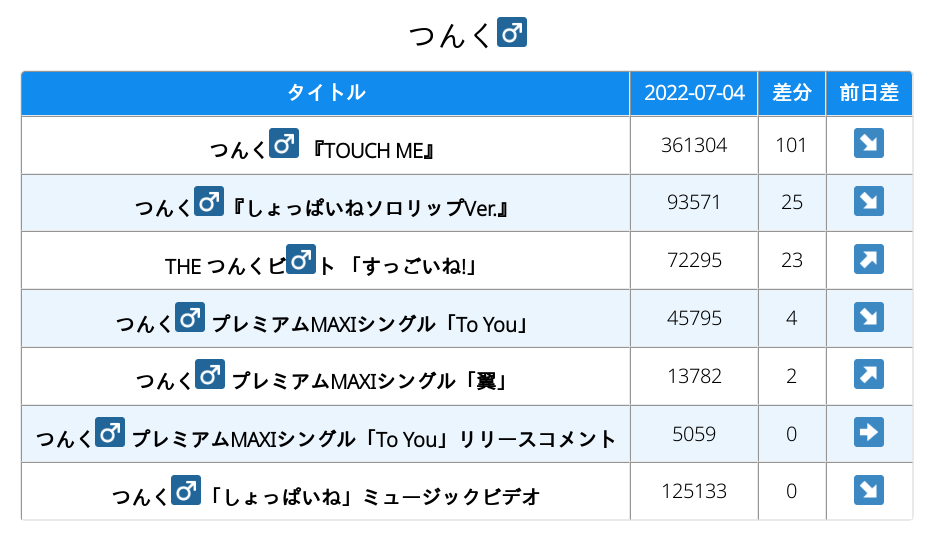 つんく♂
タイトル 2022-07-04 差分 前日差
つんく♂ 『TOUCH ME』 361304 101 ↘
つんく♂『しょっぱいねソロリップVer.』 93571 25 ↘
THE つんくビ♂ト 「すっごいね!」 72295 23 ↗
つんく♂ プレミアムMAXIシングル「To You」 45795 4 ↘
つんく♂ プレミアムMAXIシングル「翼」 13782 2 ↗
つんく♂ プレミアムMAXIシングル「To You」リリースコメント 5059 0 ➡
つんく♂「しょっぱいね」ミュージックビデオ 125133 0 ↘